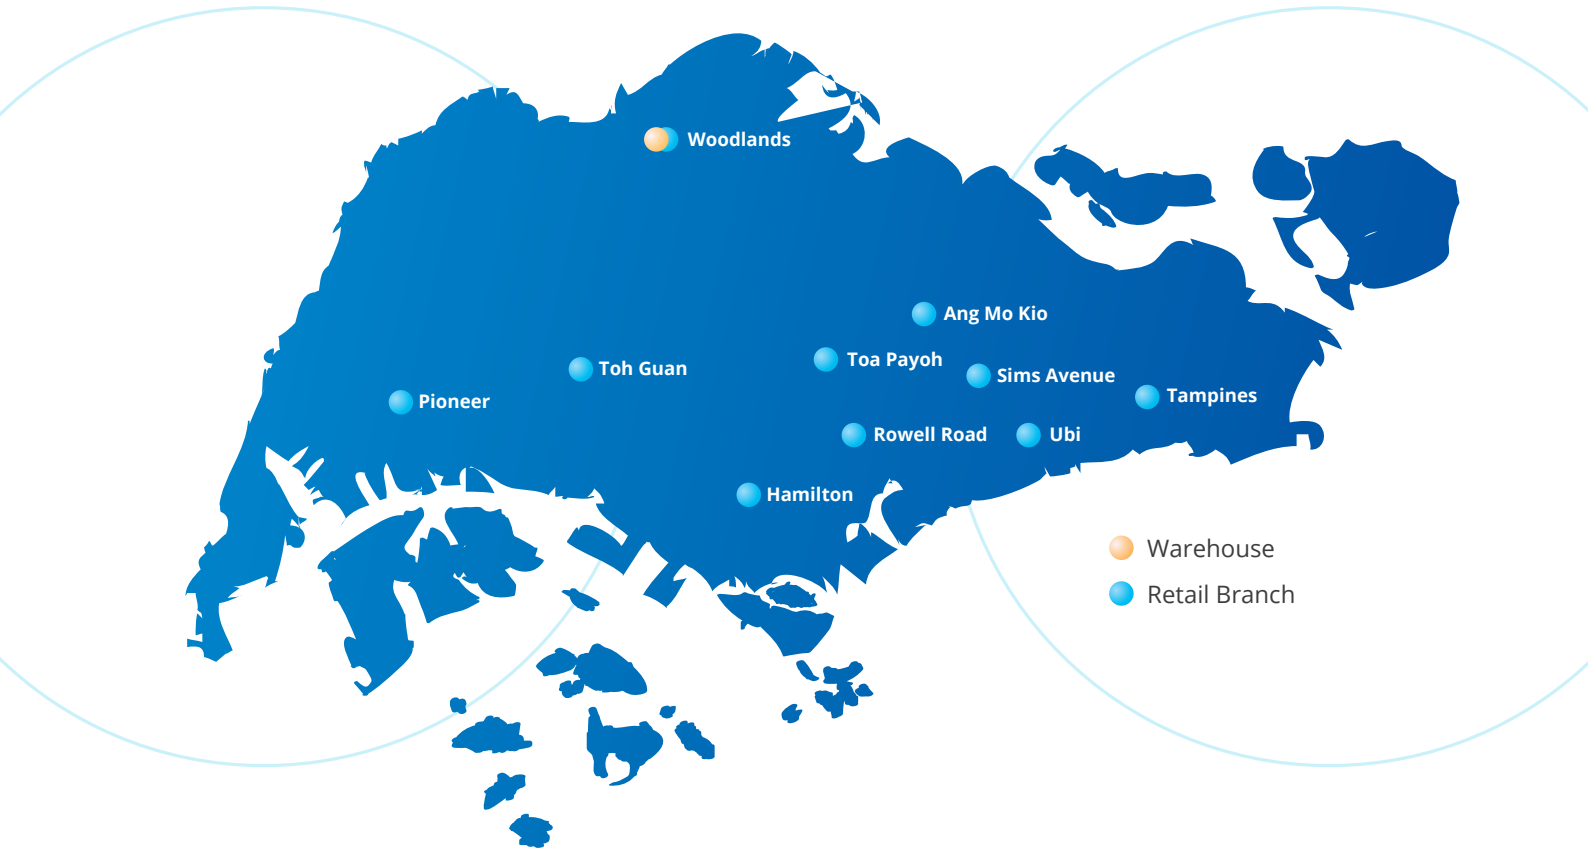 Woodlands
Ang Mo Kio
Toa Payoh
Toh Guan
Sims Avenue
Tampines
Pioneer
Rowell Road
Ubi
Hamilton
Warehouse
Retail Branch